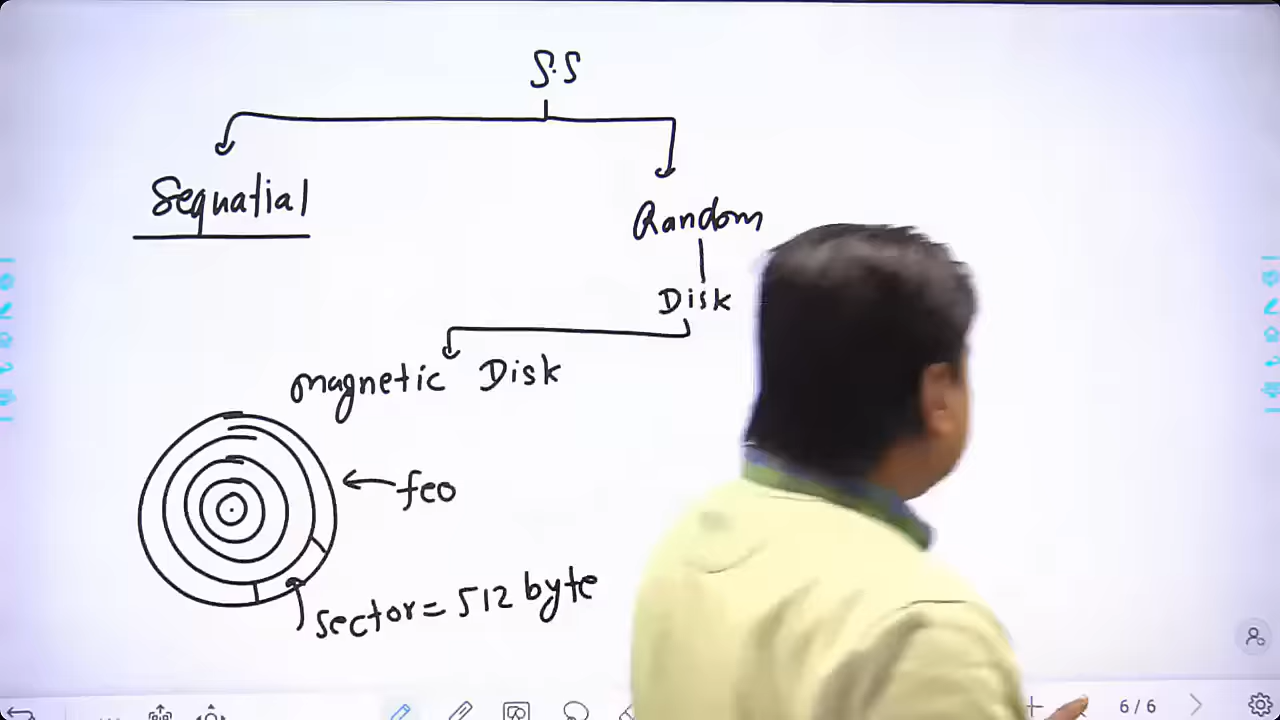 S.S
Sequatial
Random
Disk
magnetic Disk
feo
sector = 512 byte
6/6